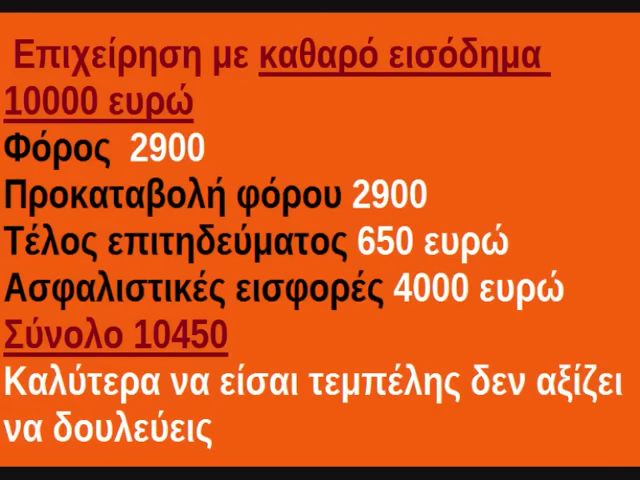 Επιχείρηση με καθαρό εισόδημα
10000 ευρώ
Φόρος 2900
Προκαταβολή φόρου 2900
Τέλος επιτηδεύματος 650 ευρώ
Ασφαλιστικές εισφορές 4000 ευρώ
Σύνολο 10450
Καλύτερα να είσαι τεμπέλης δεν αξίζει
να δουλεύεις